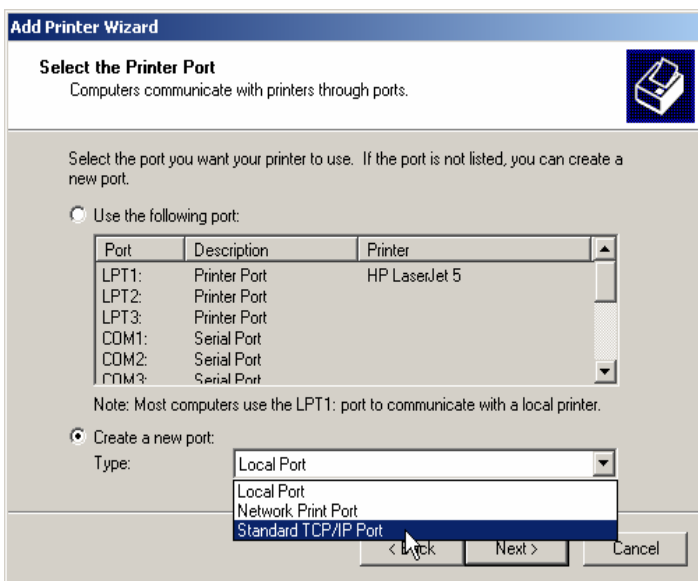 Add Printer Wizard
Select the Printer Port
Computers communicate with printers through ports.
Select the port you want your printer to use. If the port is not listed, you can create a
new port.
Use the following port:
Port Description Printer
LPT1: Printer Port HP LaserJet 5
LPT2: Printer Port
LPT3: Printer Port
COM1: Serial Port
COM2: Serial Port
COM3: Serial Port
Note: Most computers use the LPT1: port to communicate with a local printer.
Create a new port:
Type: Local Port
Local Port
Network Print Port
Standard TCP/IP Port
< Back Next > Cancel